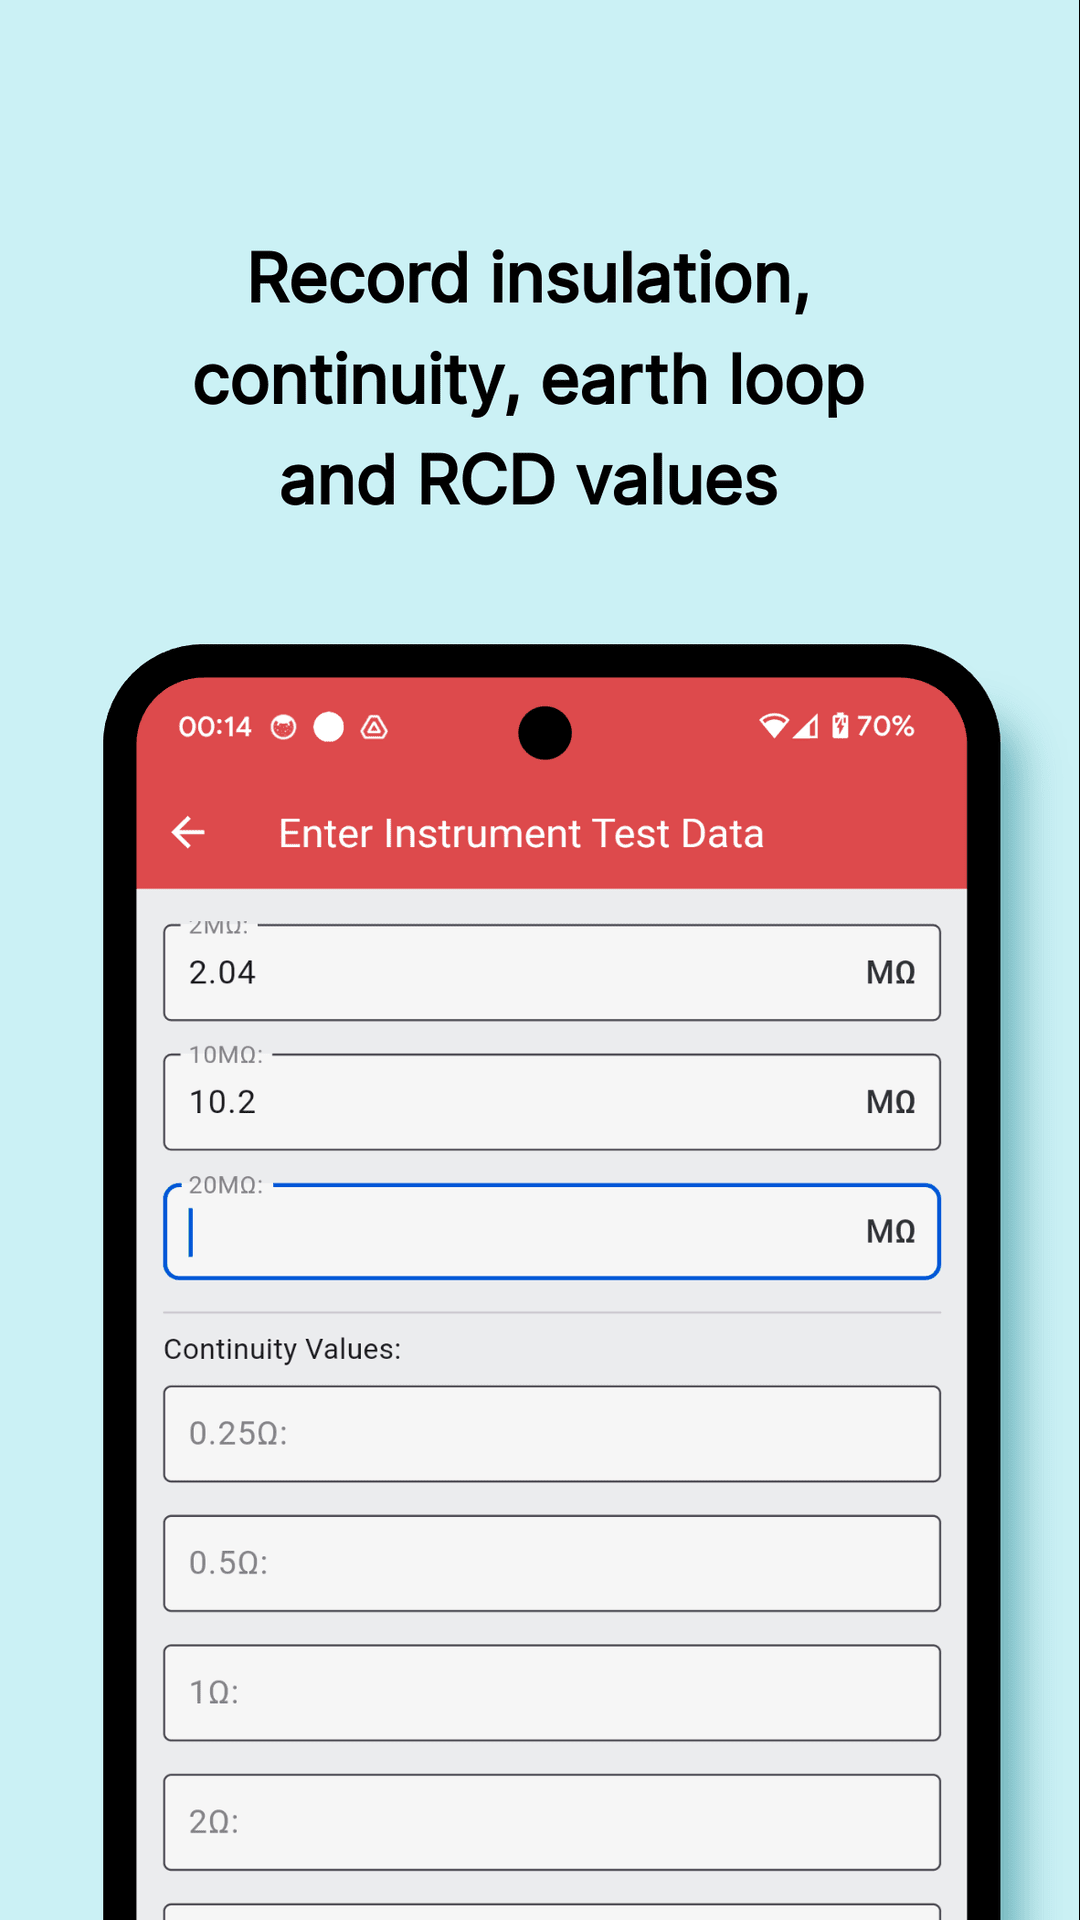 Record insulation,
continuity, earth loop
and RCD values
00:14 70%
Enter Instrument Test Data
2MΩ:
2.04 MΩ
10MΩ:
10.2 MΩ
20MΩ:
MΩ
Continuity Values:
0.25Ω:
0.5Ω:
1Ω:
2Ω: